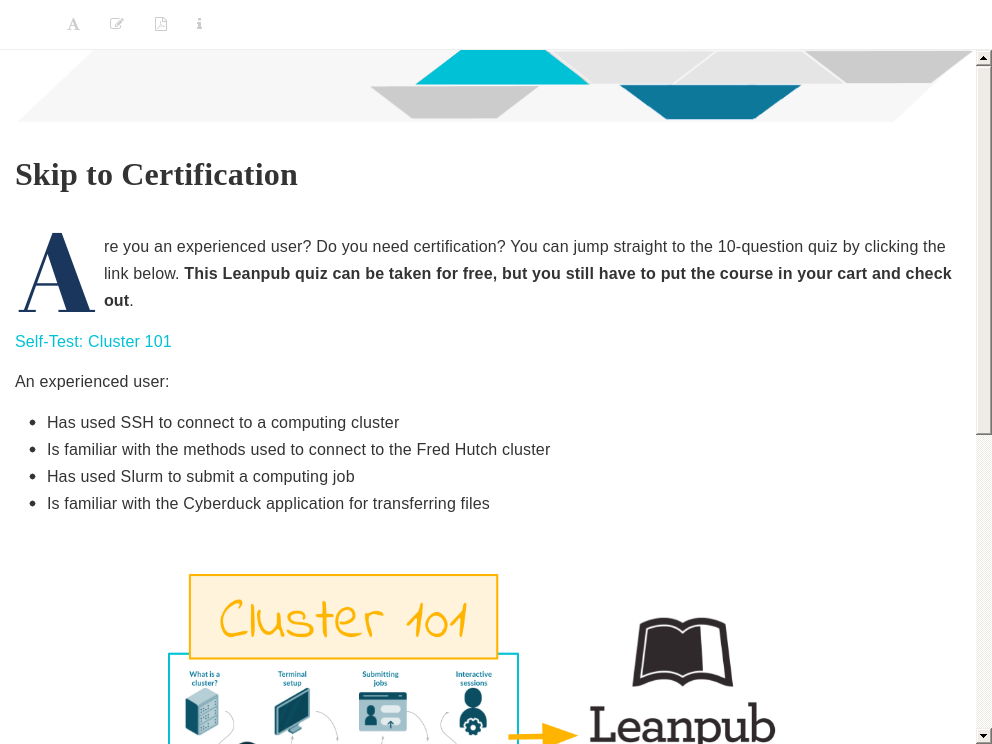 A
Skip to Certification
Are you an experienced user? Do you need certification? You can jump straight to the 10-question quiz by clicking the
link below. This Leanpub quiz can be taken for free, but you still have to put the course in your cart and check
out.
Self-Test: Cluster 101
An experienced user:
Has used SSH to connect to a computing cluster
Is familiar with the methods used to connect to the Fred Hutch cluster
Has used Slurm to submit a computing job
Is familiar with the Cyberduck application for transferring files
Cluster 101
What is a
cluster?
Terminal
setup
Submitting
jobs
Interactive
sessions
Leanpub